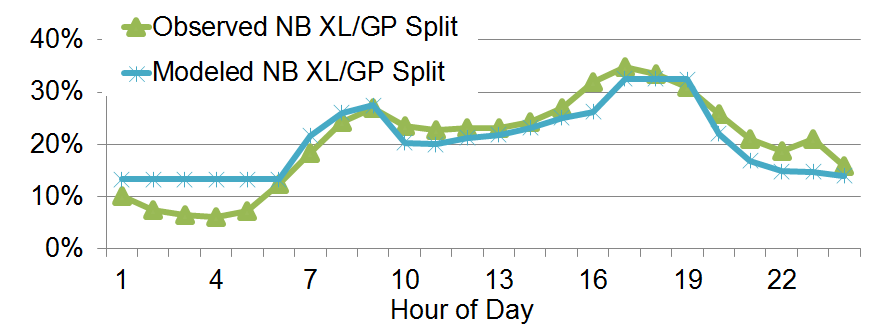 Observed NB XL/GP Split
Modeled NB XL/GP Split
40%
30%
20%
10%
0%
1 4 7 10 13 16 19 22
Hour of Day